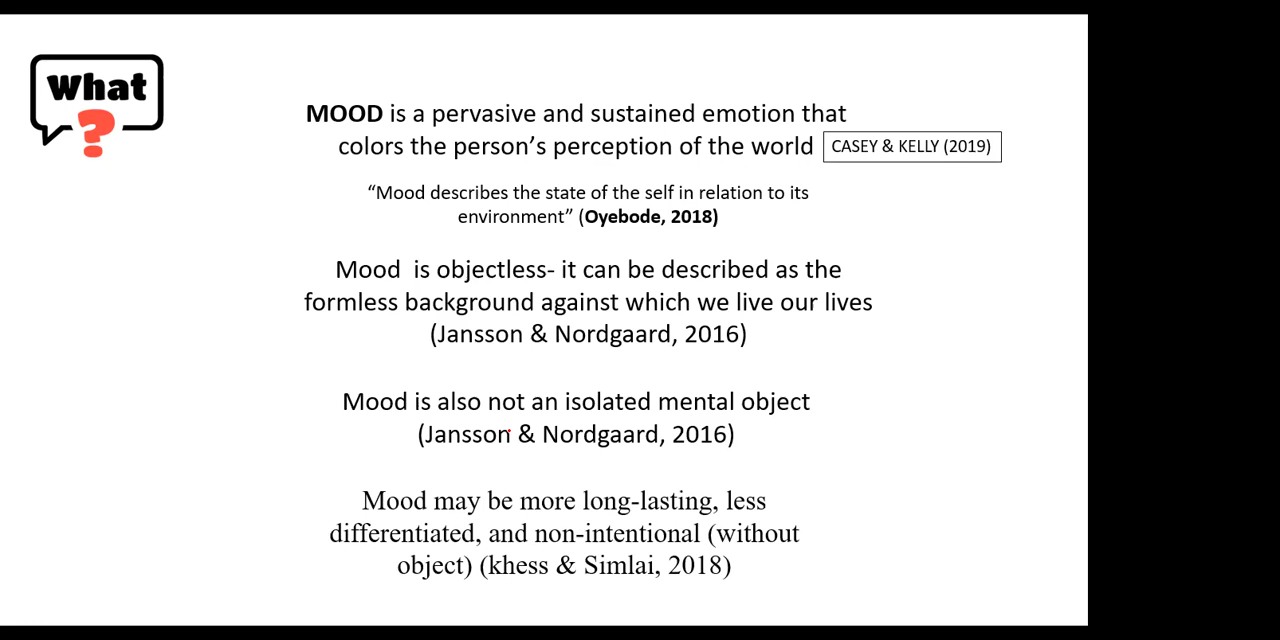 What
?
MOOD is a pervasive and sustained emotion that
colors the person’s perception of the world CASEY & KELLY (2019)
“Mood describes the state of the self in relation to its
environment” (Oyebode, 2018)
Mood  is objectless- it can be described as the
formless background against which we live our lives
(Jansson & Nordgaard, 2016)
Mood is also not an isolated mental object
(Jansson & Nordgaard, 2016)
Mood may be more long-lasting, less
differentiated, and non-intentional (without
object) (khess & Simlai, 2018)